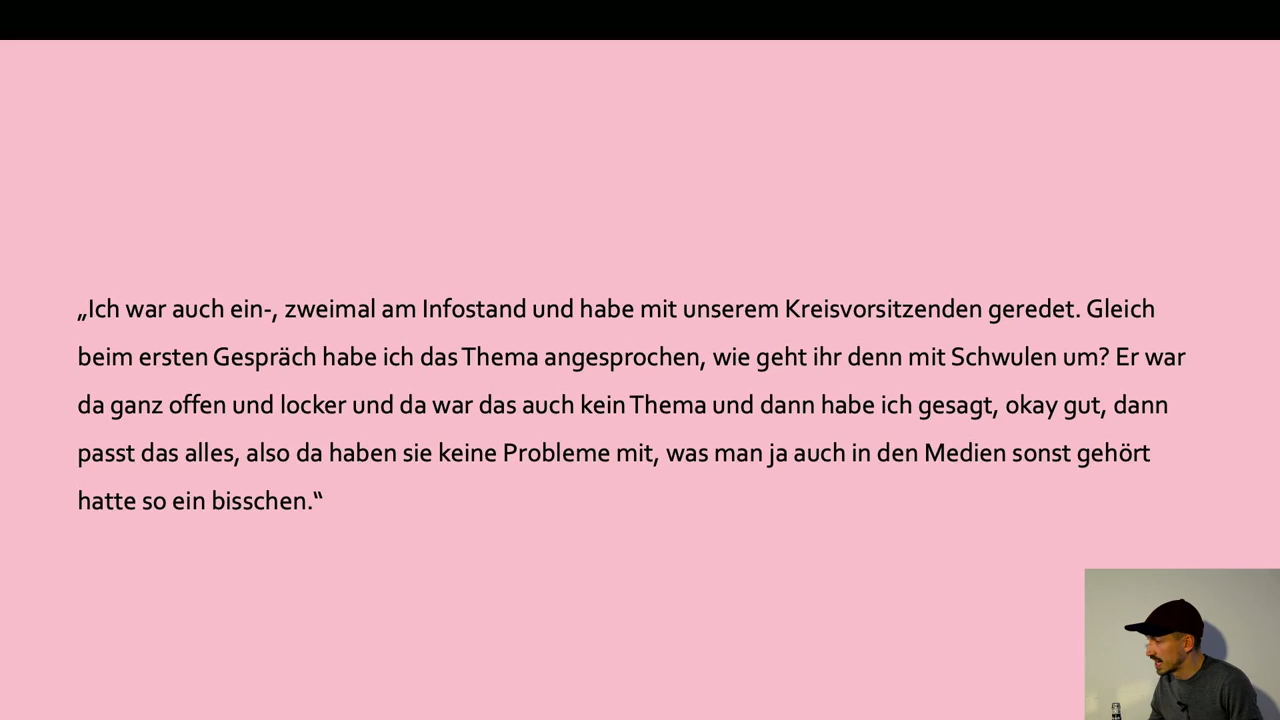 „Ich war auch ein-, zweimal am Infostand und habe mit unserem Kreisvorsitzenden geredet. Gleich
beim ersten Gespräch habe ich das Thema angesprochen, wie geht ihr denn mit Schwulen um? Er war
da ganz offen und locker und da war das auch kein Thema und dann habe ich gesagt, okay gut, dann
passt das alles, also da haben sie keine Probleme mit, was man ja auch in den Medien sonst gehört
hatte so ein bisschen.“